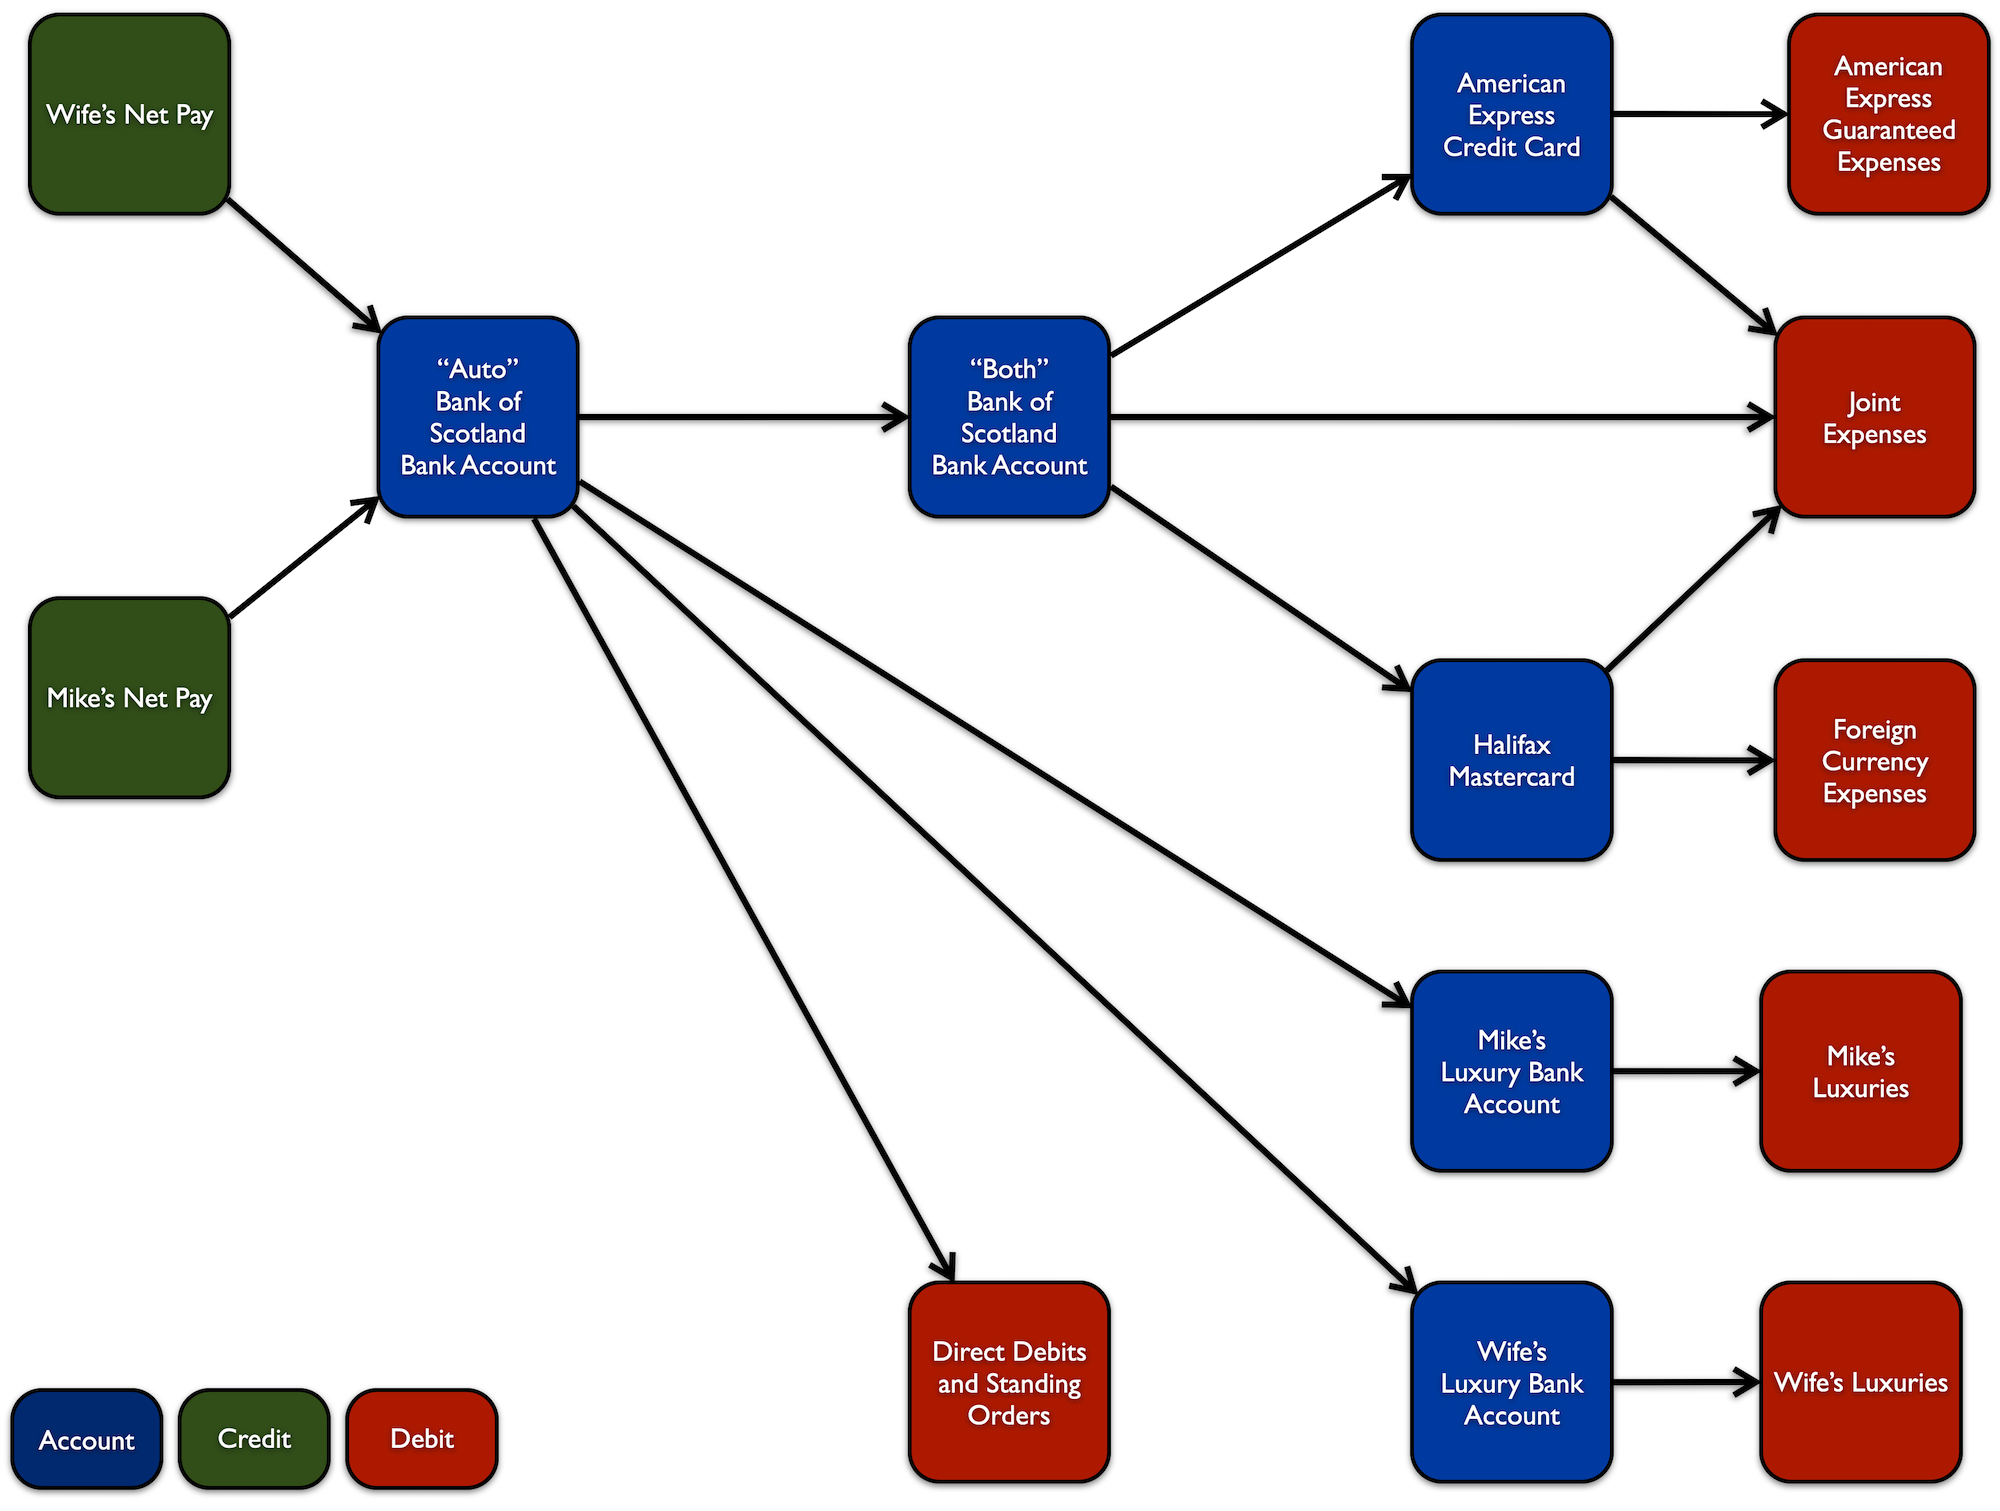 Wife’s Net Pay
American
Express
Credit Card
American
Express
Guaranteed
Expenses
“Auto”
Bank of
Scotland
Bank Account
“Both”
Bank of
Scotland
Bank Account
Joint
Expenses
Mike’s Net Pay
Halifax
Mastercard
Foreign
Currency
Expenses
Mike’s
Luxury Bank
Account
Mike’s
Luxuries
Direct Debits
and Standing
Orders
Wife’s
Luxury Bank
Account
Wife’s Luxuries
Account
Credit
Debit